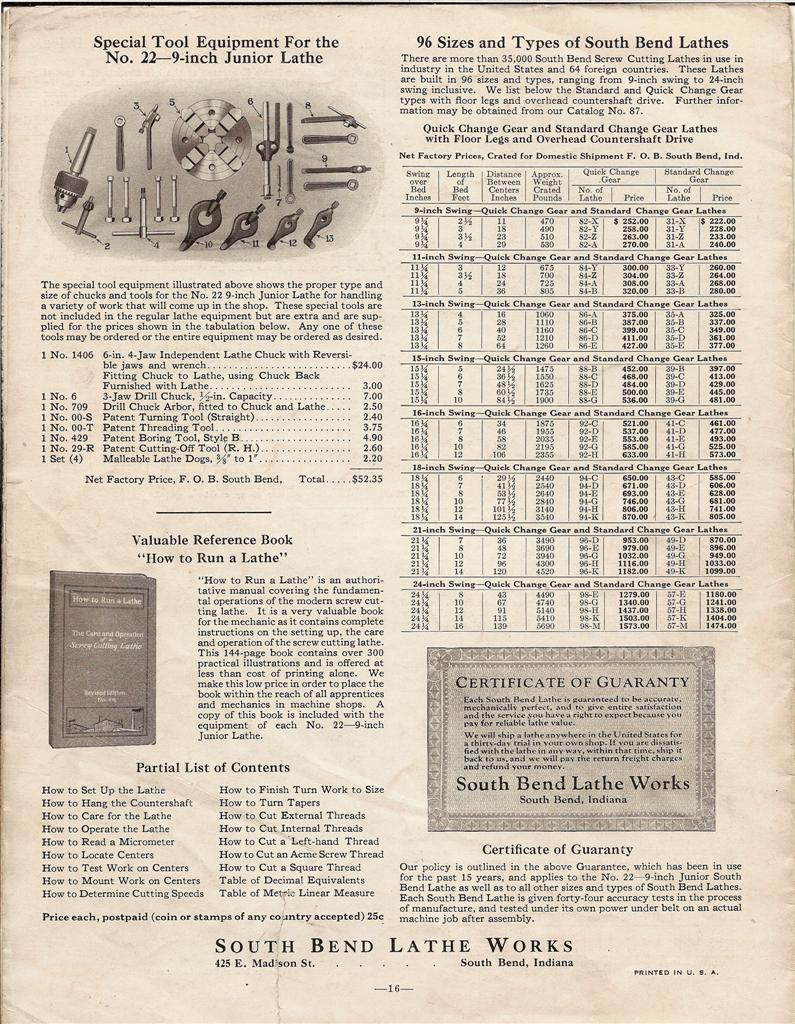 Special Tool Equipment For the
No. 22—9-inch Junior Lathe
1
2
3
4
5
6
7
8
9
10
11
12
13
The special tool equipment illustrated above shows the proper type and
size of chucks and tools for the No. 22 9-inch Junior Lathe for handling
a variety of work that will come up in the shop. These special tools are
not included in the regular lathe equipment but are extra and are sup-
plied for the prices shown in the tabulation below. Any one of these
tools may be ordered or the entire equipment may be ordered as desired.
1 No. 1406 6-in. 4-Jaw Independent Lathe Chuck with Reversi-
ble jaws and wrench..........................$24.00
Fitting Chuck to Lathe, using Chuck Back
Furnished with Lathe........................ 3.00
1 No. 6 3-Jaw Drill Chuck, ½-in. Capacity............... 7.00
1 No. 709 Drill Chuck Arbor, fitted to Chuck and Lathe..... 2.50
1 No. 00-S Patent Turning Tool (Straight)................. 2.40
1 No. 00-T Patent Threading Tool......................... 3.75
1 No. 429 Patent Boring Tool, Style B.................... 4.90
1 No. 29-R Patent Cutting-Off Tool (R. H.)................ 2.60
1 Set (4) Malleable Lathe Dogs, ⅜" to 1"................. 2.20
Net Factory Price, F. O. B. South Bend, Total.....$52.35
Valuable Reference Book
"How to Run a Lathe"
How to Run a Lathe
The Care and Operation
of a
Screw Cutting Lathe
Revised Edition
"How to Run a Lathe" is an authori-
tative manual covering the fundamen-
tal operations of the modern screw cut-
ting lathe. It is a very valuable book
for the mechanic as it contains complete
instructions on the setting up, the care
and operation of the screw cutting lathe.
This 144-page book contains over 300
practical illustrations and is offered at
less than cost of printing alone. We
make this low price in order to place the
book within the reach of all apprentices
and mechanics in machine shops. A
copy of this book is included with the
equipment of each No. 22—9-inch
Junior Lathe.
Partial List of Contents
How to Set Up the Lathe
How to Hang the Countershaft
How to Care for the Lathe
How to Operate the Lathe
How to Read a Micrometer
How to Locate Centers
How to Test Work on Centers
How to Mount Work on Centers
How to Determine Cutting Speeds
How to Finish Turn Work to Size
How to Turn Tapers
How to Cut External Threads
How to Cut Internal Threads
How to Cut a Left-hand Thread
How to Cut an Acme Screw Thread
How to Cut a Square Thread
Table of Decimal Equivalents
Table of Metric Linear Measure
Price each, postpaid (coin or stamps of any country accepted) 25c
96 Sizes and Types of South Bend Lathes
There are more than 35,000 South Bend Screw Cutting Lathes in use in
industry in the United States and 64 foreign countries. These Lathes
are built in 96 sizes and types, ranging from 9-inch swing to 24-inch
swing inclusive. We list below the Standard and Quick Change Gear
types with floor legs and overhead countershaft drive. Further infor-
mation may be obtained from our Catalog No. 87.
Quick Change Gear and Standard Change Gear Lathes
with Floor Legs and Overhead Countershaft Drive
Net Factory Prices, Crated for Domestic Shipment F. O. B. South Bend, Ind.
Swing over Bed Inches | Length of Bed Feet | Distance Between Centers Inches | Approx. Weight Crated Pounds | Quick Change Gear No. of Lathe | Price | Standard Change Gear No. of Lathe | Price
9-inch Swing—Quick Change Gear and Standard Change Gear Lathes
9¼ 2½ 11 470 82-X $ 252.00 31-X $ 222.00
9¼ 3 18 490 82-Y 258.00 31-Y 228.00
9¼ 3½ 23 510 82-Z 263.00 31-Z 233.00
9¼ 4 29 530 82-A 270.00 31-A 240.00
11-inch Swing—Quick Change Gear and Standard Change Gear Lathes
11¼ 3 12 675 84-Y 300.00 33-Y 260.00
11¼ 3½ 18 700 84-Z 304.00 33-Z 264.00
11¼ 4 24 725 84-A 308.00 33-A 268.00
11¼ 5 36 805 84-B 320.00 33-B 280.00
13-inch Swing—Quick Change Gear and Standard Change Gear Lathes
13¼ 4 16 1060 86-A 375.00 35-A 325.00
13¼ 5 28 1110 86-B 387.00 35-B 337.00
13¼ 6 40 1160 86-C 399.00 35-C 349.00
13¼ 7 52 1210 86-D 411.00 35-D 361.00
13¼ 8 64 1260 86-E 427.00 35-E 377.00
15-inch Swing—Quick Change Gear and Standard Change Gear Lathes
15¼ 5 24½ 1475 88-B 452.00 39-B 397.00
15¼ 6 36½ 1550 88-C 468.00 39-C 413.00
15¼ 7 48½ 1625 88-D 484.00 39-D 429.00
15¼ 8 60½ 1735 88-E 500.00 39-E 445.00
15¼ 10 84½ 1900 88-G 536.00 39-G 481.00
16-inch Swing—Quick Change Gear and Standard Change Gear Lathes
16¼ 6 34 1875 92-C 521.00 41-C 461.00
16¼ 7 46 1955 92-D 537.00 41-D 477.00
16¼ 8 58 2035 92-E 553.00 41-E 493.00
16¼ 10 82 2195 92-G 585.00 41-G 525.00
16¼ 12 106 2355 92-H 633.00 41-H 573.00
18-inch Swing—Quick Change Gear and Standard Change Gear Lathes
18¼ 6 29½ 2440 94-C 650.00 43-C 585.00
18¼ 7 41½ 2540 94-D 671.00 43-D 606.00
18¼ 8 53½ 2640 94-E 693.00 43-E 628.00
18¼ 10 77½ 2840 94-G 746.00 43-G 681.00
18¼ 12 101½ 3140 94-H 806.00 43-H 741.00
18¼ 14 125½ 3540 94-K 870.00 43-K 805.00
21-inch Swing—Quick Change Gear and Standard Change Gear Lathes
21¼ 7 36 3490 96-D 953.00 49-D 870.00
21¼ 8 48 3690 96-E 979.00 49-E 896.00
21¼ 10 72 3940 96-G 1032.00 49-G 949.00
21¼ 12 96 4300 96-H 1116.00 49-H 1033.00
21¼ 14 120 4520 96-K 1182.00 49-K 1099.00
24-inch Swing—Quick Change Gear and Standard Change Gear Lathes
24¼ 8 43 4490 98-E 1279.00 57-E 1180.00
24¼ 10 67 4740 98-G 1340.00 57-G 1241.00
24¼ 12 91 5140 98-H 1437.00 57-H 1338.00
24¼ 14 115 5410 98-K 1503.00 57-K 1404.00
24¼ 16 139 5690 98-M 1573.00 57-M 1474.00
CERTIFICATE OF GUARANTY
Each South Bend Lathe is guaranteed to be accurate,
mechanically perfect, and to give entire satisfaction
and the service you have a right to expect because you
pay for reliable lathe value.
We will ship a lathe anywhere in the United States for
a thirty-day trial in your own shop. If you are dissatis-
fied with the lathe in any way, within that time, ship it
back to us, and we will pay the return freight charges
and refund your money.
South Bend Lathe Works
South Bend, Indiana
Certificate of Guaranty
Our policy is outlined in the above Guarantee, which has been in use
for the past 15 years, and applies to the No. 22—9-inch Junior South
Bend Lathe as well as to all other sizes and types of South Bend Lathes.
Each South Bend Lathe is given forty-four accuracy tests in the process
of manufacture, and tested under its own power under belt on an actual
machine job after assembly.
SOUTH BEND LATHE WORKS
425 E. Madison St. . . . . . South Bend, Indiana
PRINTED IN U. S. A.
—16—